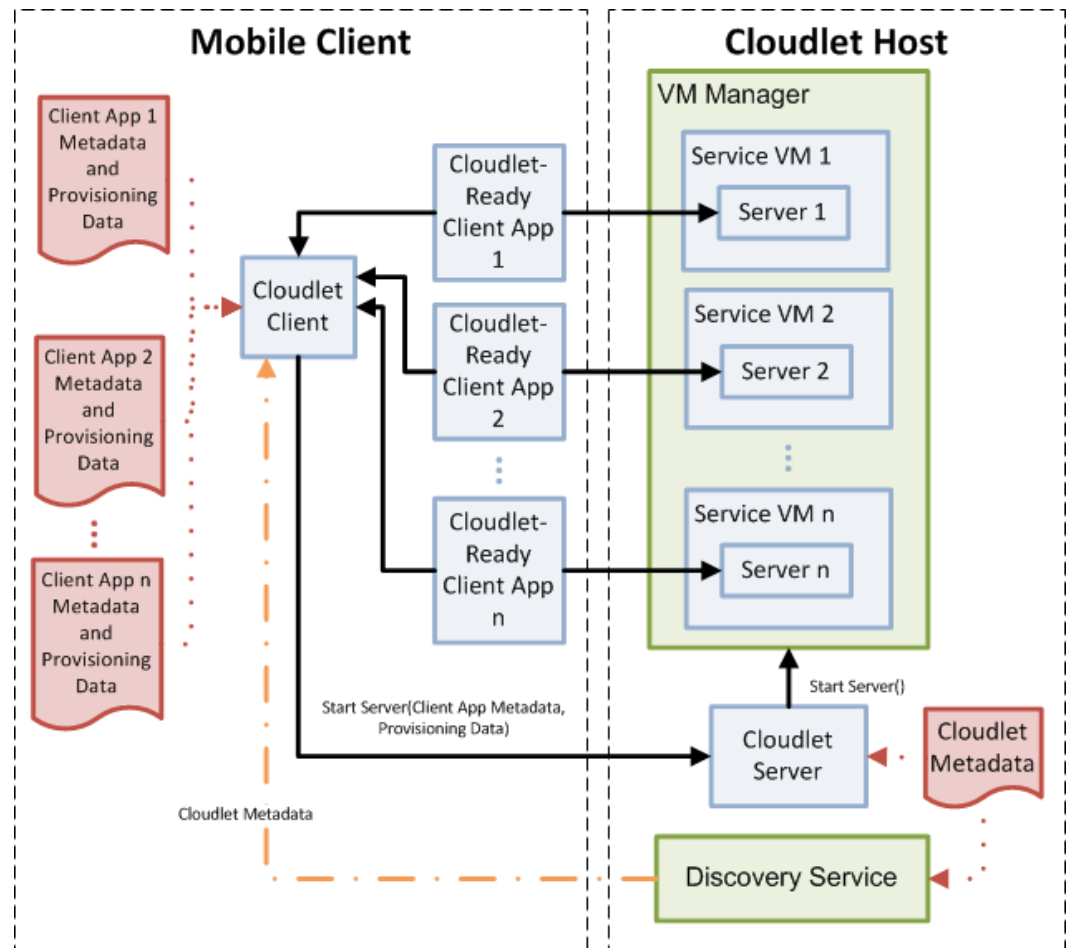 Mobile Client
Cloudlet Host
Client App 1
Metadata
and
Provisioning
Data
Client App 2
Metadata
and
Provisioning
Data
Client App n
Metadata
and
Provisioning
Data
Cloudlet
Client
Cloudlet-
Ready
Client App
1
Cloudlet-
Ready
Client App
2
Cloudlet-
Ready
Client App
n
VM Manager
Service VM 1
Server 1
Service VM 2
Server 2
Service VM n
Server n
Start Server(Client App Metadata,
Provisioning Data)
Start Server()
Cloudlet
Server
Cloudlet
Metadata
Cloudlet Metadata
Discovery Service